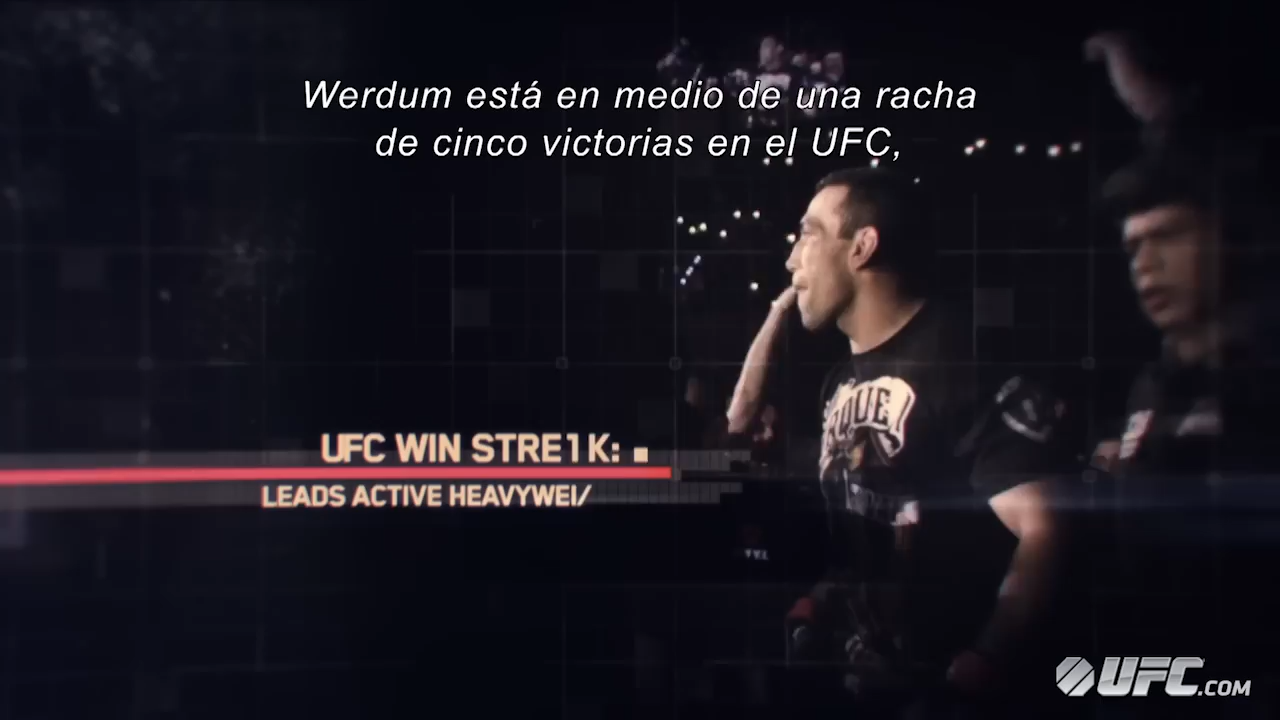 Werdum está en medio de una racha
de cinco victorias en el UFC,
UFC WIN STRE1K:
LEADS ACTIVE HEAVYWEI/
UFC.COM